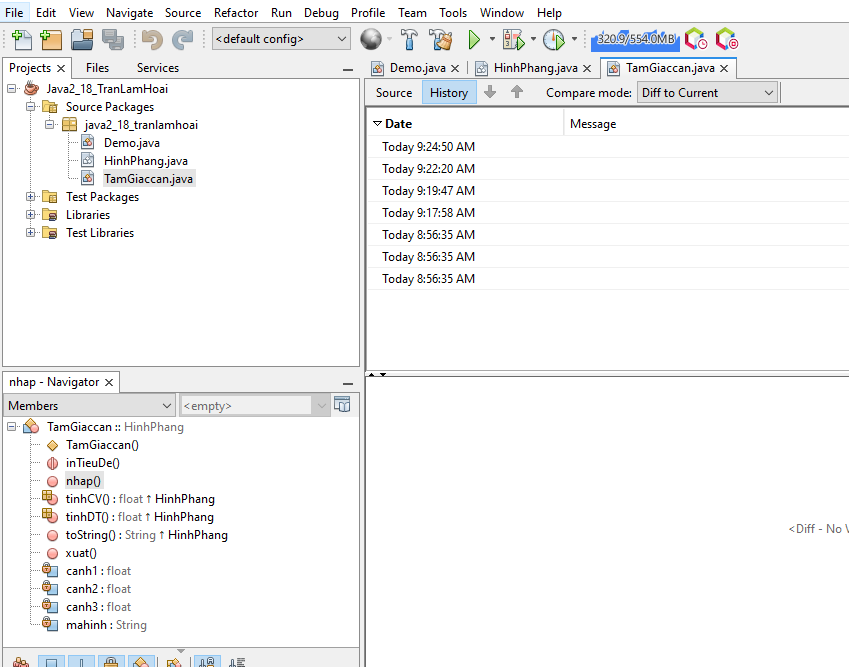 File Edit View Navigate Source Refactor Run Debug Profile Team Tools Window Help
<default config>
320.9/554.0MB
Projects Files Services
Java2_18_TranLamHoai
Source Packages
java2_18_tranlamhoai
Demo.java
HinhPhang.java
TamGiaccan.java
Test Packages
Libraries
Test Libraries
Demo.java HinhPhang.java TamGiaccan.java
Source History Compare mode: Diff to Current
Date Message
Today 9:24:50 AM
Today 9:22:20 AM
Today 9:19:47 AM
Today 9:17:58 AM
Today 8:56:35 AM
Today 8:56:35 AM
Today 8:56:35 AM
nhap - Navigator
Members <empty>
TamGiaccan :: HinhPhang
TamGiaccan()
inTieuDe()
nhap()
tinhCV() : float ↑ HinhPhang
tinhDT() : float ↑ HinhPhang
toString() : String ↑ HinhPhang
xuat()
canh1 : float
canh2 : float
canh3 : float
mahinh : String
<Diff - No